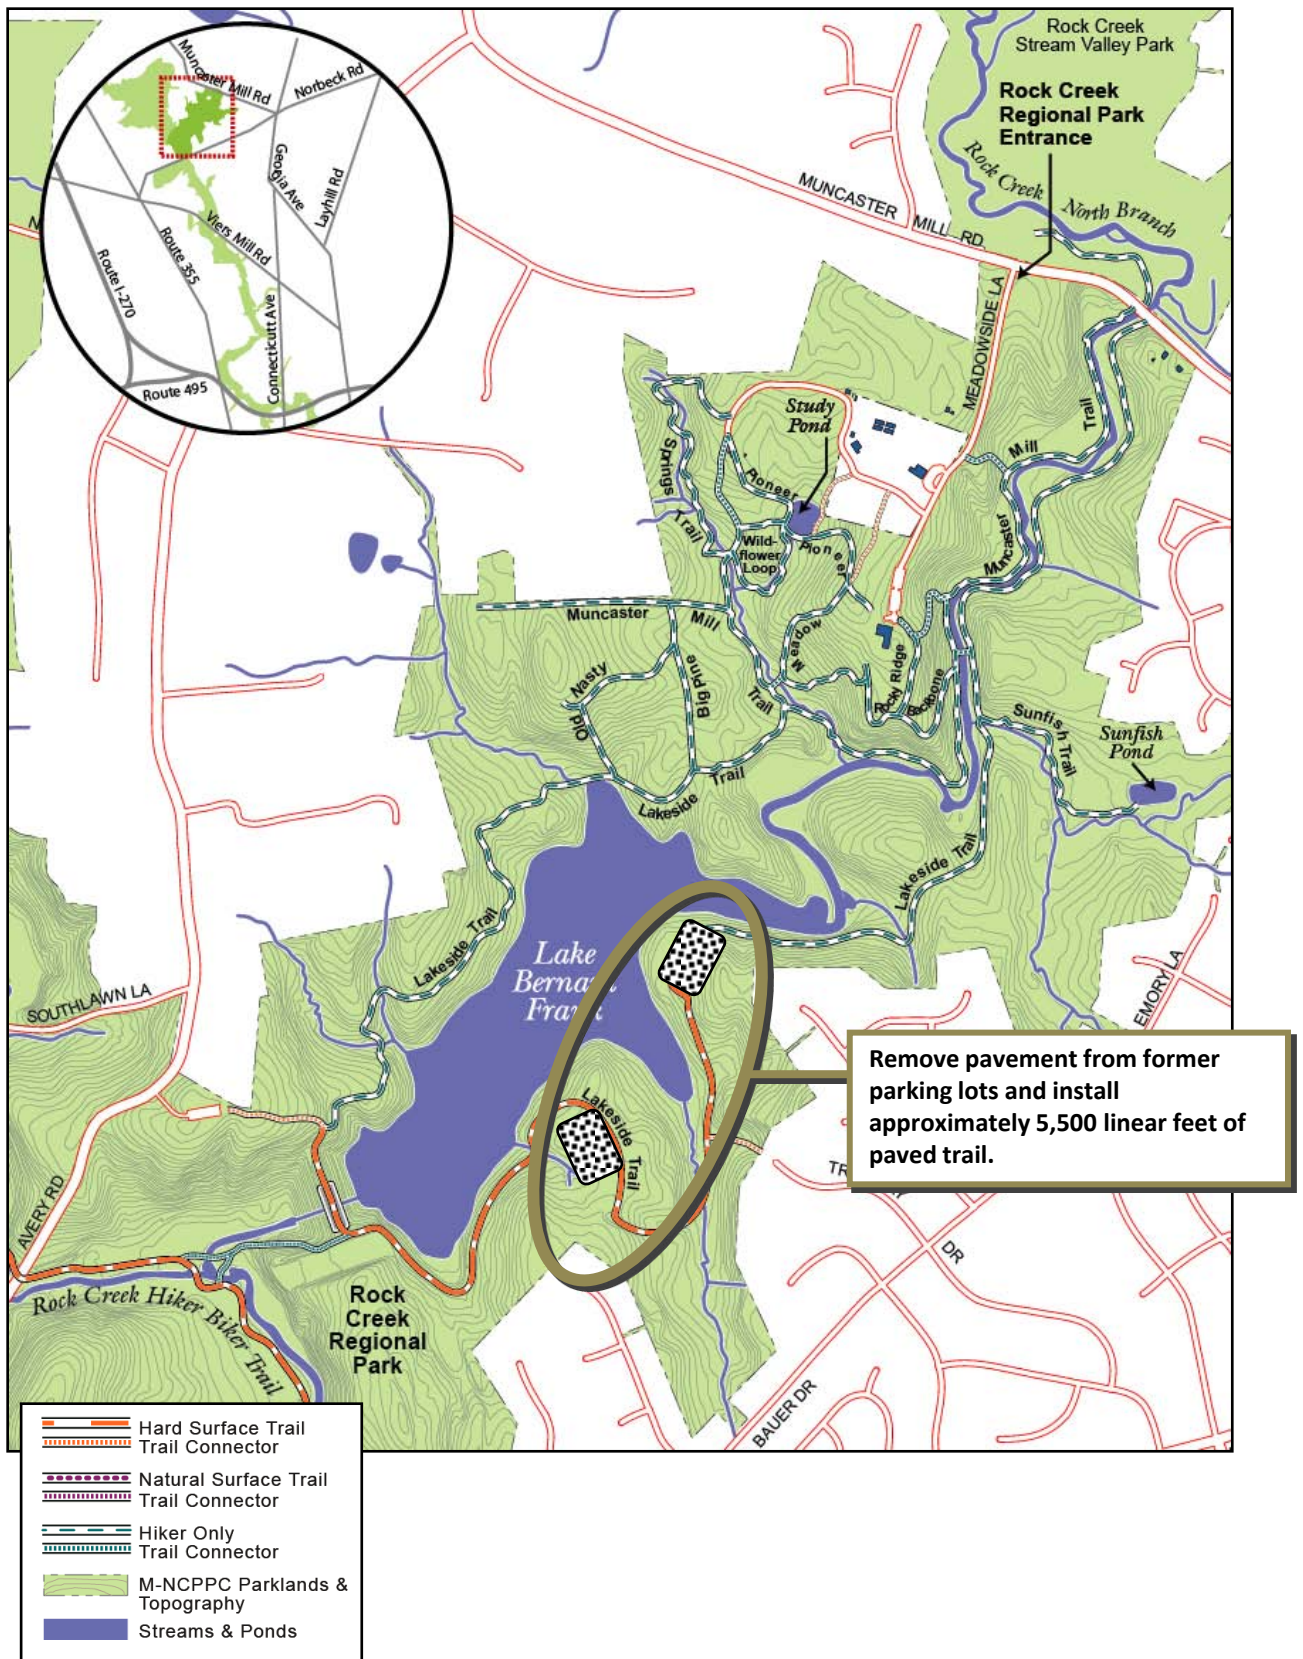 Rock Creek
Stream Valley Park
Rock Creek
Regional Park
Entrance
Muncaster Mill Rd
Norbeck Rd
Georgia Ave
Layhill Rd
Viers Mill Rd
Route 355
Route I-270
Connecticutt Ave
Route 495
MUNCASTER MILL RD
Rock Creek North Branch
MEADOWSIDE LA
Study
Pond
Springs
Trail
Pioneer
Wild-
flower
Loop
Pioneer
Mill
Trail
Muncaster
Muncaster Mill
Trail
Meadow
Rocky Ridge
Backbone
Old Nasty
Big Pine
Sunfish Trail
Sunfish
Pond
Lakeside Trail
Lakeside Trail
Lakeside Trail
Lake
Bernard
Frank
SOUTHLAWN LA
EMORY LA
Lakeside
Trail
Remove pavement from former
parking lots and install
approximately 5,500 linear feet of
paved trail.
AVERY RD
DR
BAUER DR
Rock Creek Hiker Biker Trail
Rock
Creek
Regional
Park
Hard Surface Trail
Trail Connector
Natural Surface Trail
Trail Connector
Hiker Only
Trail Connector
M-NCPPC Parklands &
Topography
Streams & Ponds